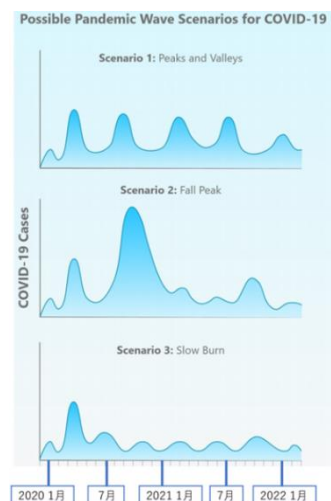 Possible Pandemic Wave Scenarios for COVID-19
Scenario 1: Peaks and Valleys
Scenario 2: Fall Peak
COVID-19 Cases
Scenario 3: Slow Burn
2020 1月
7月
2021 1月
7月
2022 1月